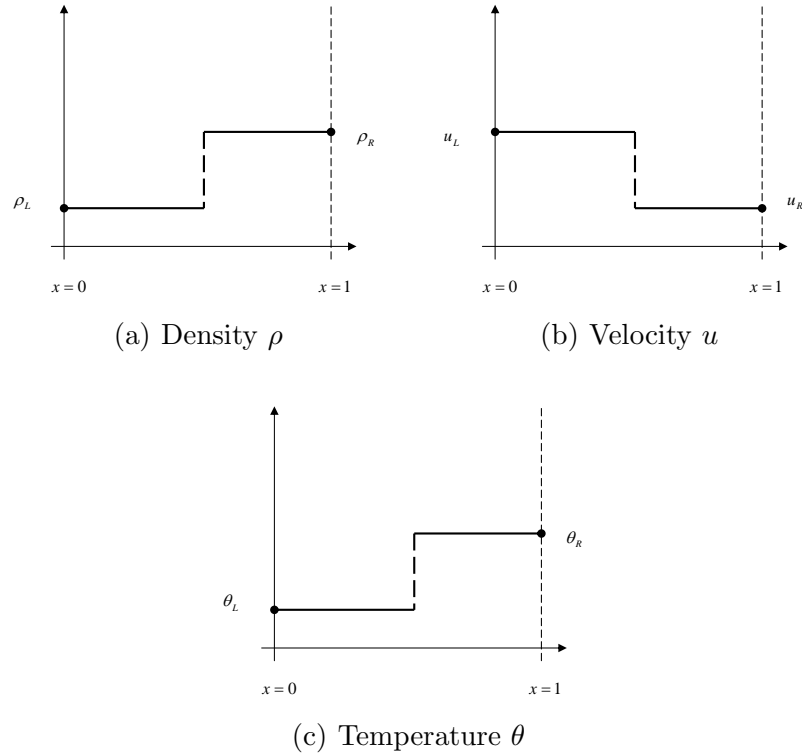 ρ_R
ρ_L
x = 0
x = 1
(a) Density ρ
u_L
u_R
x = 0
x = 1
(b) Velocity u
θ_R
θ_L
x = 0
x = 1
(c) Temperature θ